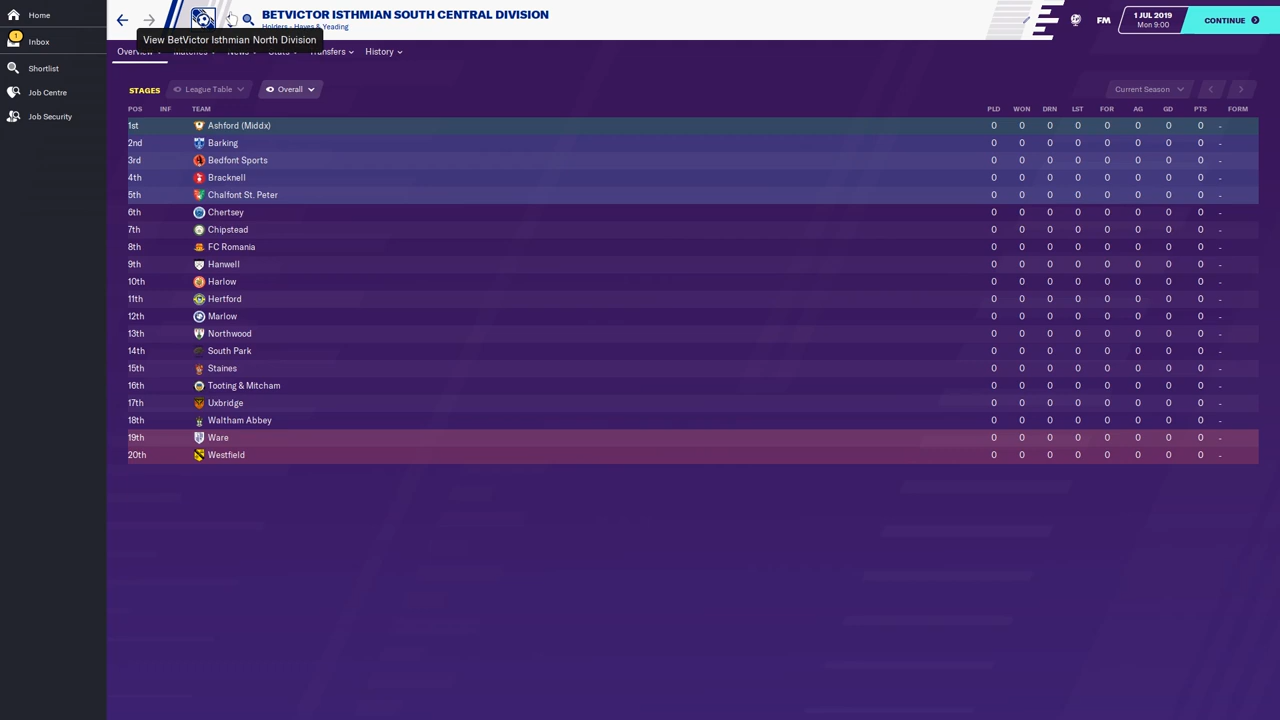 Home
Inbox
1
Shortlist
Job Centre
Job Security
BETVICTOR ISTHMIAN SOUTH CENTRAL DIVISION
Holders - Hayes & Yeading
View BetVictor Isthmian North Division
FM
1 JUL 2019
Mon 9:00
CONTINUE
Overview Matches News Stats Transfers History
STAGES League Table Overall Current Season
POS INF TEAM PLD WON DRN LST FOR AG GD PTS FORM
1st Ashford (Middx) 0 0 0 0 0 0 0 0 -
2nd Barking 0 0 0 0 0 0 0 0 -
3rd Bedfont Sports 0 0 0 0 0 0 0 0 -
4th Bracknell 0 0 0 0 0 0 0 0 -
5th Chalfont St. Peter 0 0 0 0 0 0 0 0 -
6th Chertsey 0 0 0 0 0 0 0 0 -
7th Chipstead 0 0 0 0 0 0 0 0 -
8th FC Romania 0 0 0 0 0 0 0 0 -
9th Hanwell 0 0 0 0 0 0 0 0 -
10th Harlow 0 0 0 0 0 0 0 0 -
11th Hertford 0 0 0 0 0 0 0 0 -
12th Marlow 0 0 0 0 0 0 0 0 -
13th Northwood 0 0 0 0 0 0 0 0 -
14th South Park 0 0 0 0 0 0 0 0 -
15th Staines 0 0 0 0 0 0 0 0 -
16th Tooting & Mitcham 0 0 0 0 0 0 0 0 -
17th Uxbridge 0 0 0 0 0 0 0 0 -
18th Waltham Abbey 0 0 0 0 0 0 0 0 -
19th Ware 0 0 0 0 0 0 0 0 -
20th Westfield 0 0 0 0 0 0 0 0 -